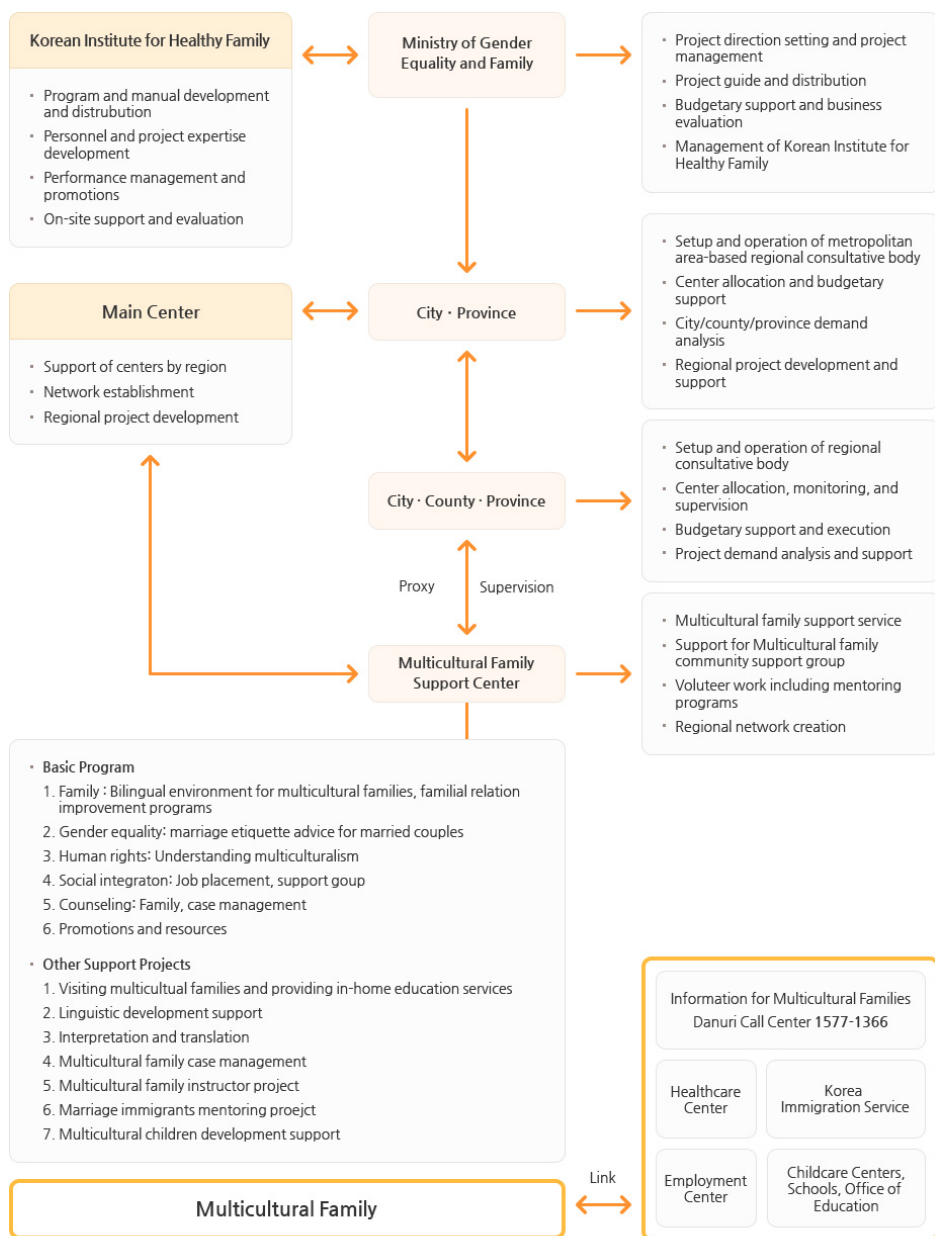 Korean Institute for Healthy Family
· Program and manual development
and distrubution
· Personnel and project expertise
development
· Performance management and
promotions
· On-site support and evaluation
Ministry of Gender
Equality and Family
· Project direction setting and project
management
· Project guide and distribution
· Budgetary support and business
evaluation
· Management of Korean Institute for
Healthy Family
Main Center
· Support of centers by region
· Network establishment
· Regional project development
City · Province
· Setup and operation of metropolitan
area-based regional consultative body
· Center allocation and budgetary
support
· City/county/province demand
analysis
· Regional project development and
support
City · County · Province
· Setup and operation of regional
consultative body
· Center allocation, monitoring, and
supervision
· Budgetary support and execution
· Project demand analysis and support
Proxy
Supervision
Multicultural Family
Support Center
· Multicultural family support service
· Support for Multicultural family
community support group
· Voluteer work including mentoring
programs
· Regional network creation
· Basic Program
1. Family : Bilingual environment for multicultural families, familial relation
improvement programs
2. Gender equality: marriage etiquette advice for married couples
3. Human rights: Understanding multiculturalism
4. Social integraton: Job placement, support goup
5. Counseling: Family, case management
6. Promotions and resources
· Other Support Projects
1. Visiting multicultual families and providing in-home education services
2. Linguistic development support
3. Interpretation and translation
4. Multicultural family case management
5. Multicultural family instructor project
6. Marriage immigrants mentoring proejct
7. Multicultural children development support
Multicultural Family
Link
Information for Multicultural Families
Danuri Call Center 1577-1366
Healthcare
Center
Korea
Immigration Service
Employment
Center
Childcare Centers,
Schools, Office of
Education